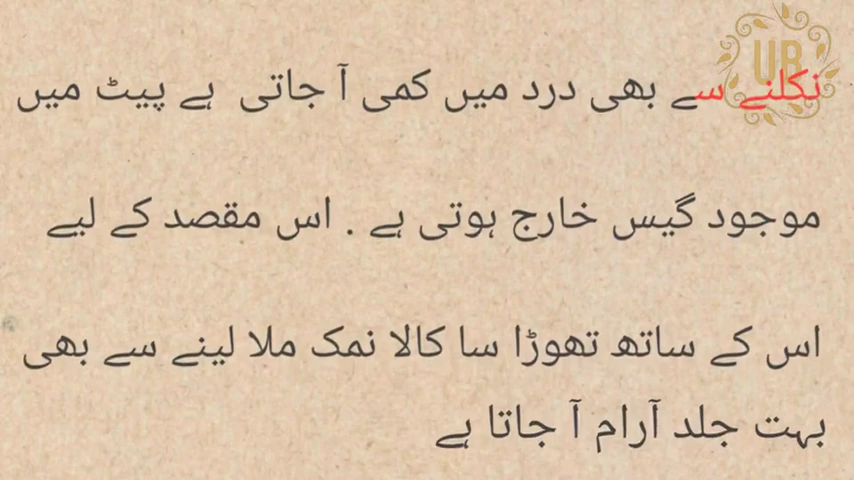 UB
نکلنے سے بھی درد میں کمی آ جاتی ہے پیٹ میں
موجود گیس خارج ہوتی ہے . اس مقصد کے لیے
اس کے ساتھ تھوڑا سا کالا نمک ملا لینے سے بھی
بہت جلد آرام آ جاتا ہے